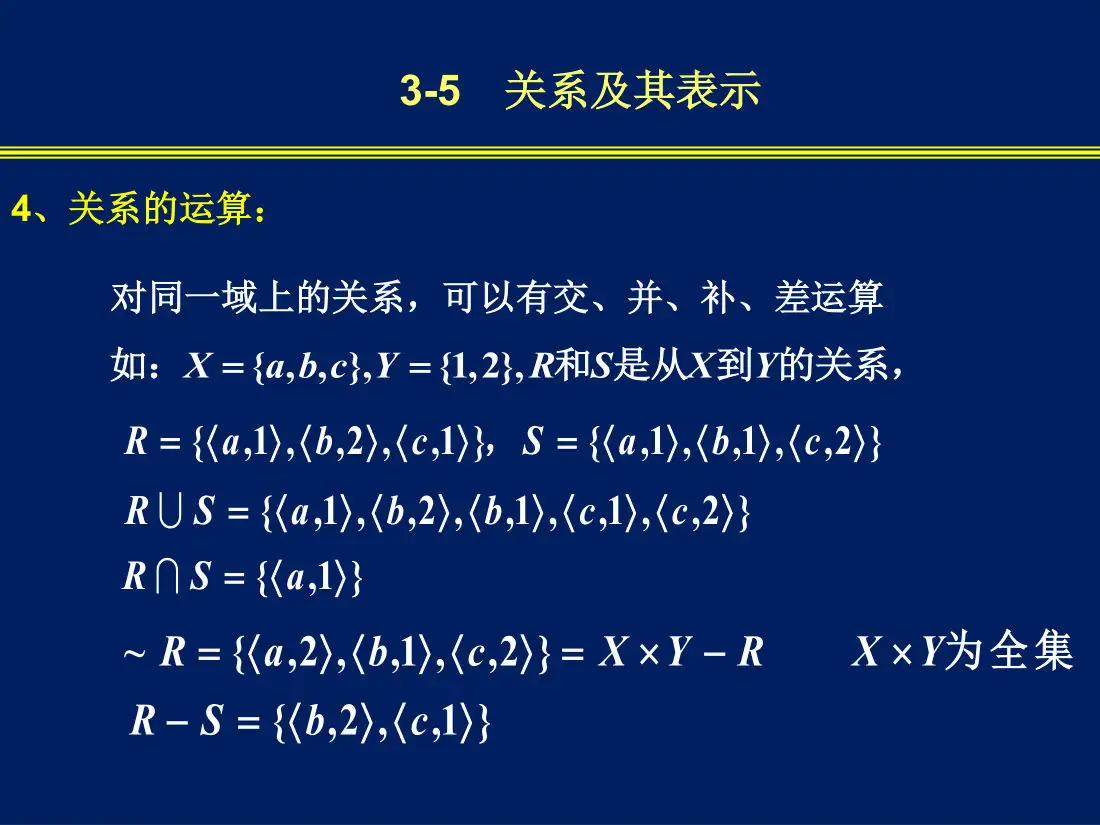 3-5 关系及其表示
4、关系的运算：
对同一域上的关系，可以有交、并、补、差运算
如：X = {a,b,c},Y = {1,2},R和S是从X到Y的关系，
R = {⟨a,1⟩,⟨b,2⟩,⟨c,1⟩}，S = {⟨a,1⟩,⟨b,1⟩,⟨c,2⟩}
R ∪ S = {⟨a,1⟩,⟨b,2⟩,⟨b,1⟩,⟨c,1⟩,⟨c,2⟩}
R ∩ S = {⟨a,1⟩}
~ R = {⟨a,2⟩,⟨b,1⟩,⟨c,2⟩} = X × Y − R X × Y为全集
R − S = {⟨b,2⟩,⟨c,1⟩}